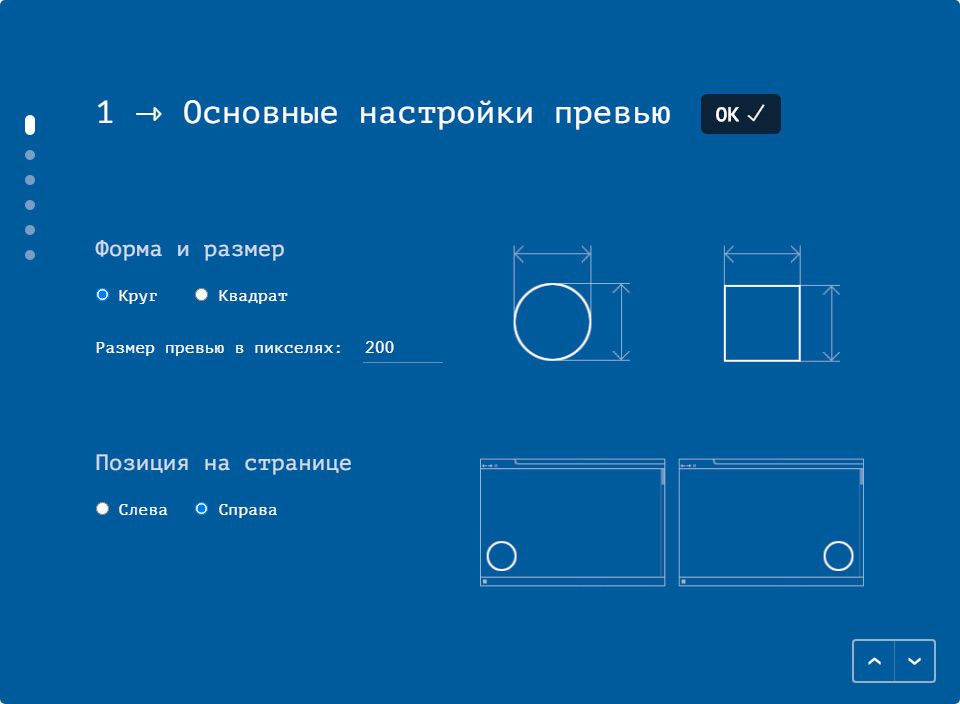 1 → Основные настройки превью OK ✓
Форма и размер
Круг Квадрат
Размер превью в пикселях: 200
Позиция на странице
Слева Справа